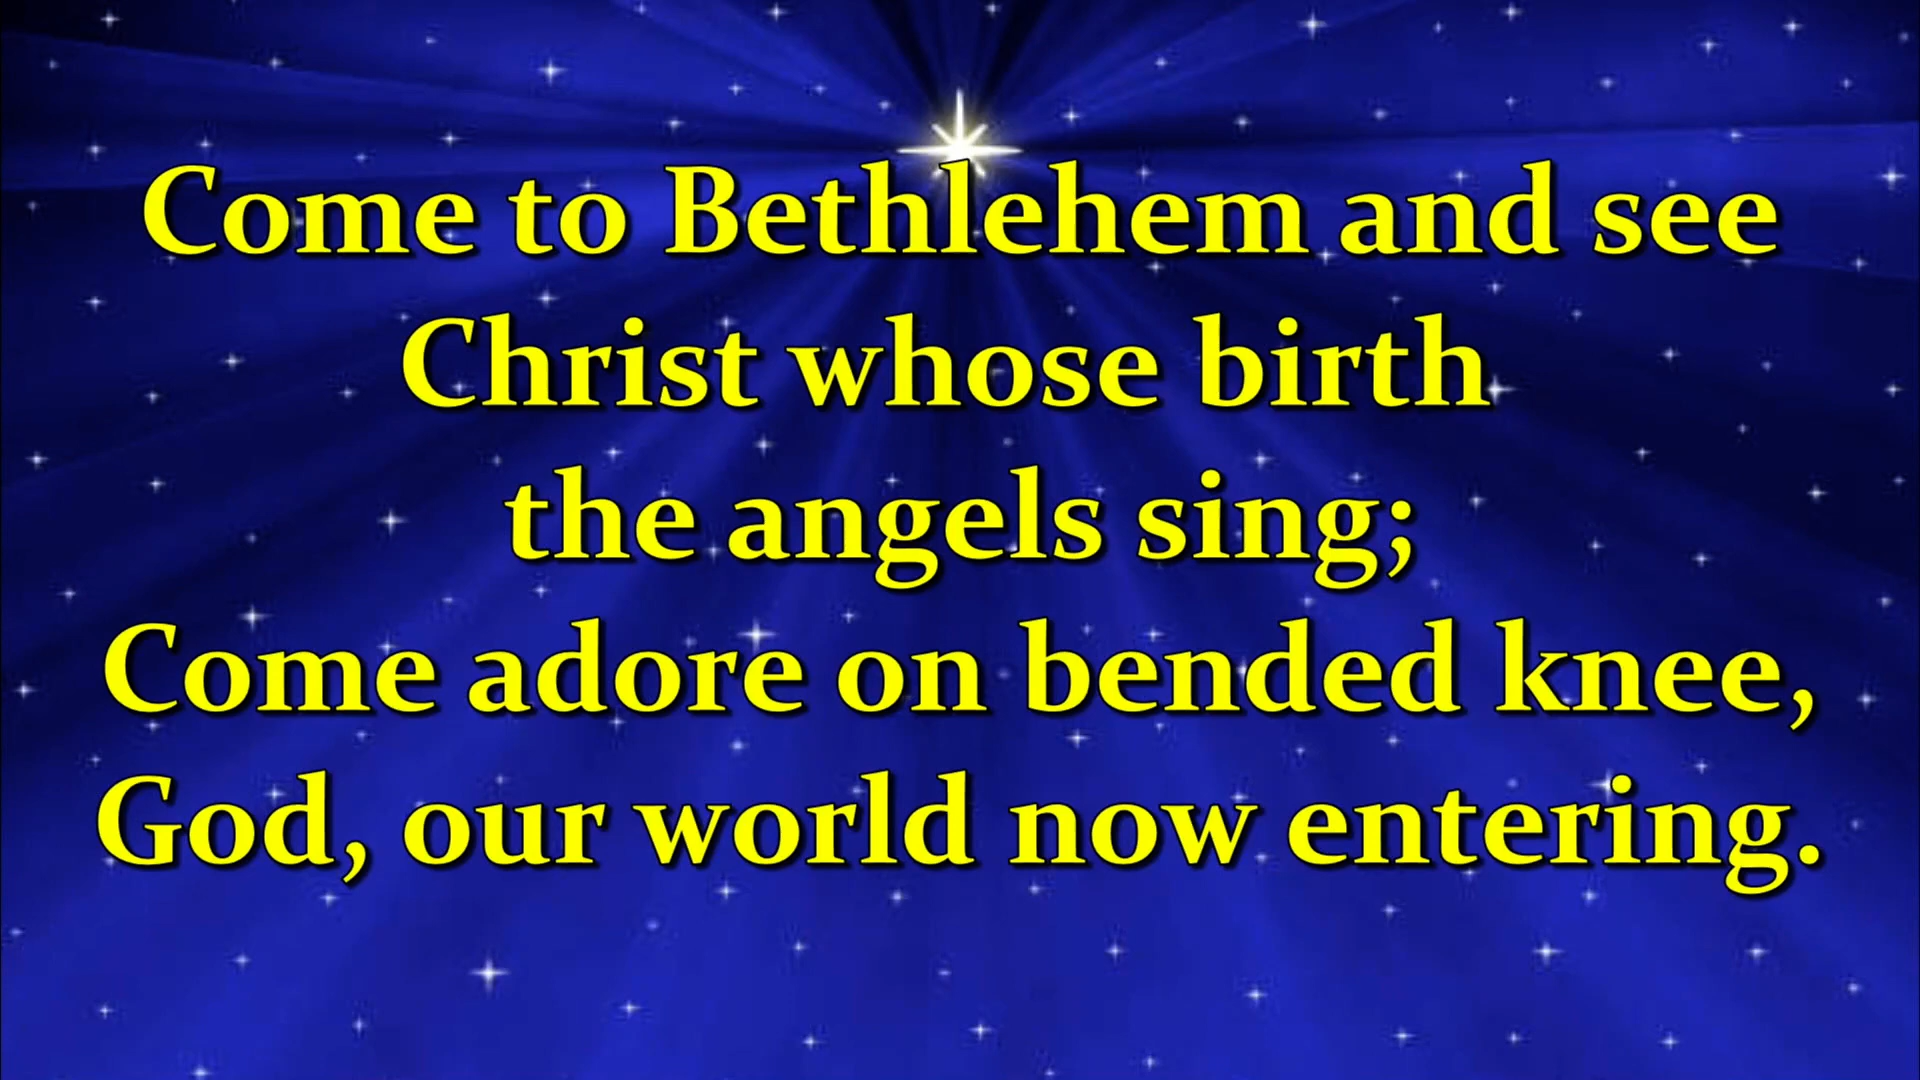 Come to Bethlehem and see
Christ whose birth
the angels sing;
Come adore on bended knee,
God, our world now entering.